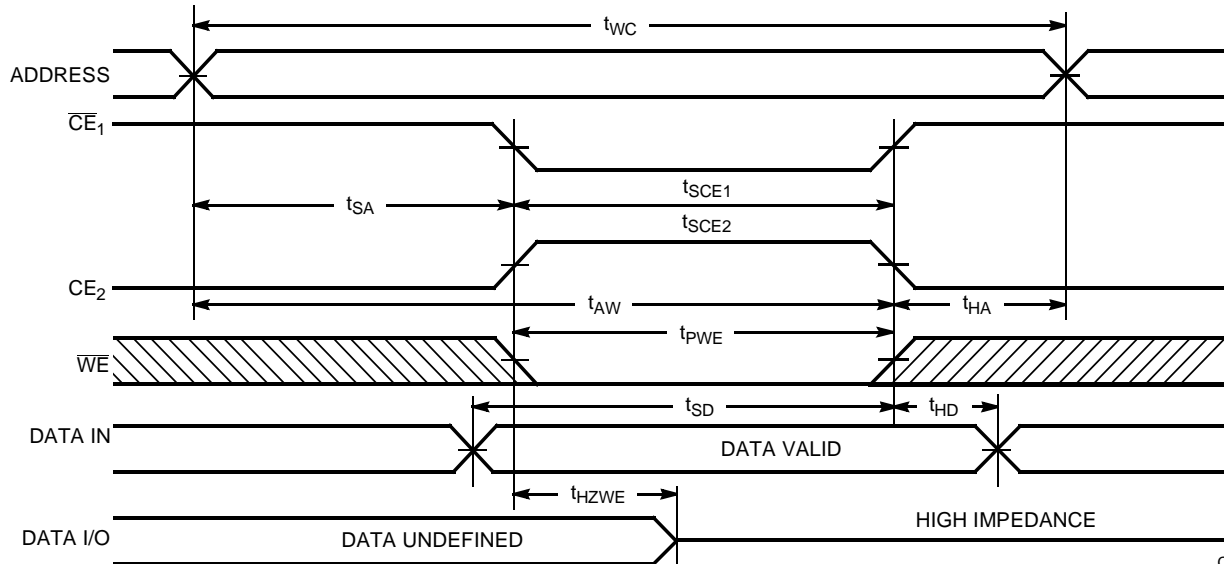 tWC
ADDRESS
CE1
tSCE1
tSA
tSCE2
CE2
tAW
tHA
tPWE
WE
tSD
tHD
DATA IN
DATA VALID
tHZWE
HIGH IMPEDANCE
DATA I/O
DATA UNDEFINED